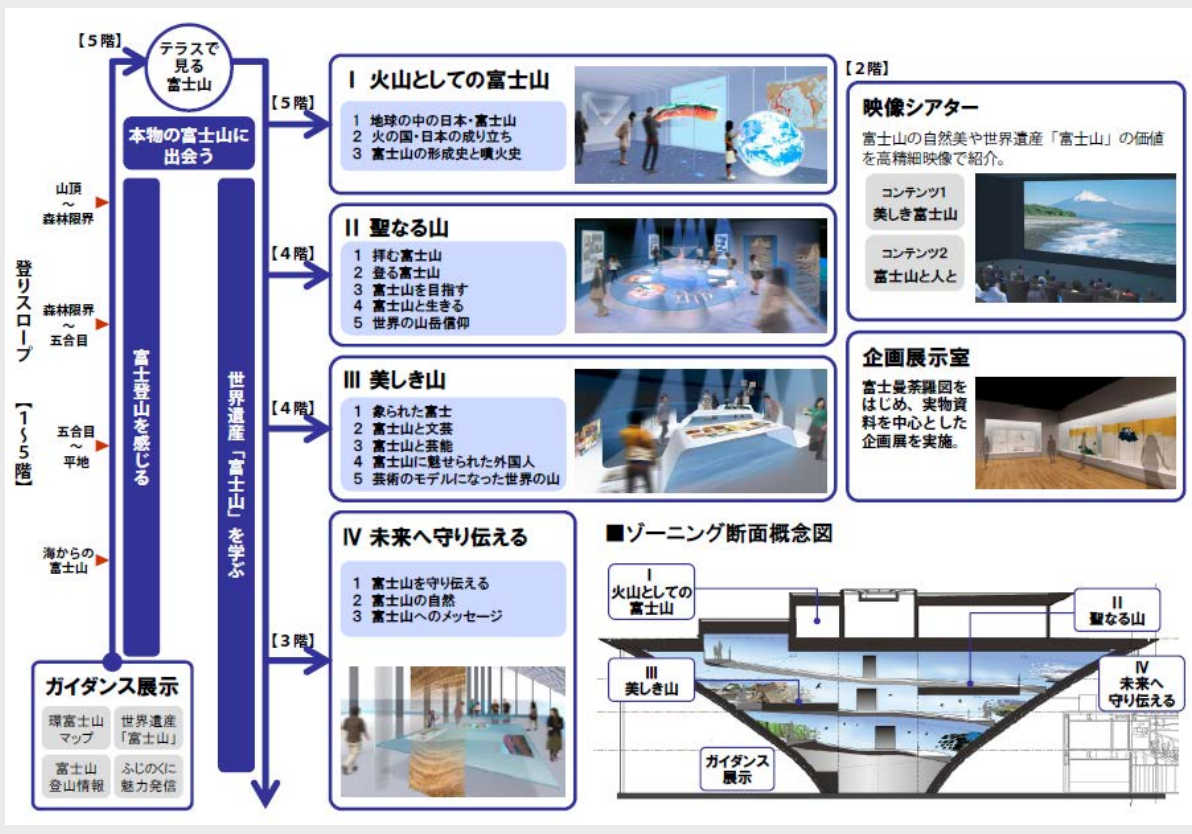 【5階】
テラスで
見る
富士山
本物の富士山に
出会う
山頂
～
森林限界
登りスロープ
【1～5階】
森林限界
～
五合目
五合目
～
平地
海からの
富士山
富士登山を感じる
世界遺産「富士山」を学ぶ
ガイダンス展示
環富士山
マップ
世界遺産
「富士山」
富士山
登山情報
ふじのくに
魅力発信
【5階】
Ⅰ 火山としての富士山
1 地球の中の日本・富士山
2 火の国・日本の成り立ち
3 富士山の形成史と噴火史
【4階】
Ⅱ 聖なる山
1 拝む富士山
2 登る富士山
3 富士山を目指す
4 富士山と生きる
5 世界の山岳信仰
【4階】
Ⅲ 美しき山
1 象られた富士
2 富士山と文芸
3 富士山と芸能
4 富士山に魅せられた外国人
5 芸術のモデルになった世界の山
【3階】
Ⅳ 未来へ守り伝える
1 富士山を守り伝える
2 富士山の自然
3 富士山へのメッセージ
【2階】
映像シアター
富士山の自然美や世界遺産「富士山」の価値
を高精細映像で紹介。
コンテンツ1
美しき富士山
コンテンツ2
富士山と人と
企画展示室
富士曼荼羅図を
はじめ、実物資
料を中心とした
企画展を実施。
■ゾーニング断面概念図
Ⅰ
火山としての
富士山
Ⅱ
聖なる山
Ⅲ
美しき山
Ⅳ
未来へ
守り伝える
ガイダンス
展示